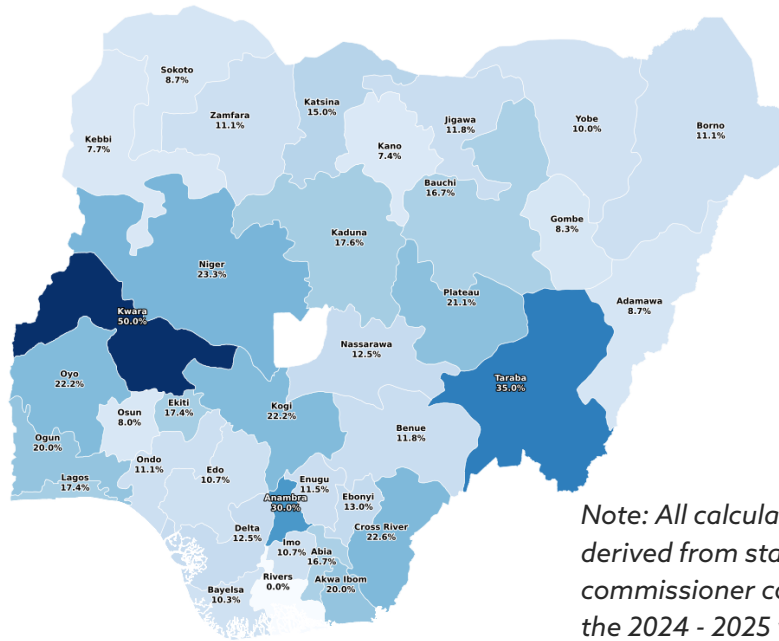 Sokoto
8.7%
Zamfara
11.1%
Katsina
15.0%
Kebbi
7.7%
Kano
7.4%
Jigawa
11.8%
Yobe
10.0%
Borno
11.1%
Bauchi
16.7%
Gombe
8.3%
Kaduna
17.6%
Niger
23.3%
Plateau
21.1%
Adamawa
8.7%
Kwara
50.0%
Nassarawa
12.5%
Taraba
35.0%
Oyo
22.2%
Osun
8.0%
Ekiti
17.4%
Kogi
22.2%
Benue
11.8%
Ogun
20.0%
Ondo
11.1%
Edo
10.7%
Lagos
17.4%
Anambra
30.0%
Enugu
11.5%
Ebonyi
13.0%
Cross River
22.6%
Delta
12.5%
Imo
10.7%
Abia
16.7%
Akwa Ibom
20.0%
Rivers
0.0%
Bayelsa
10.3%
Note: All calcula
derived from sta
commissioner co
the 2024 - 2025